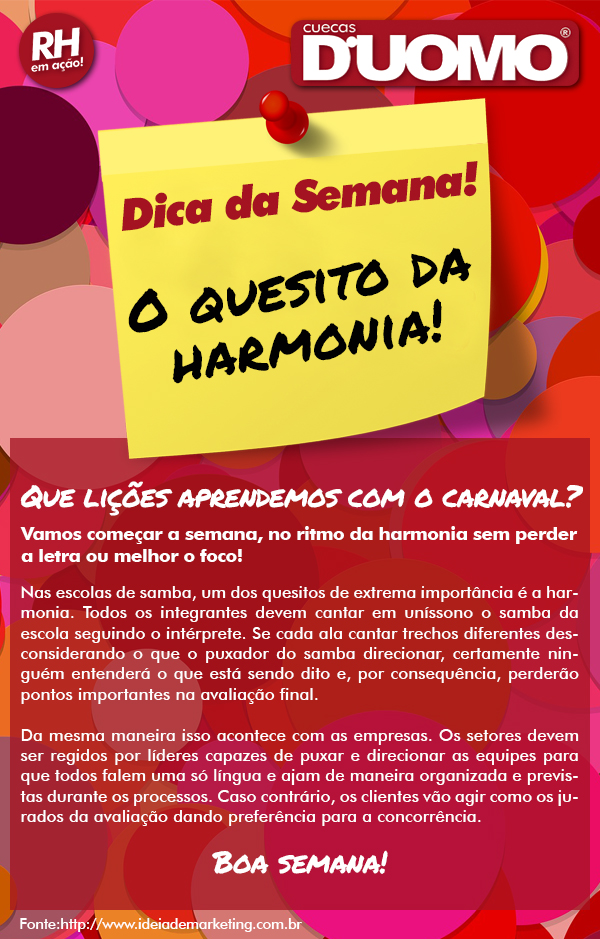 RH
em ação!
CUECAS
D'UOMO®
Dica da Semana!
O QUESITO DA
HARMONIA!
QUE LIÇÕES APRENDEMOS COM O CARNAVAL?
Vamos começar a semana, no ritmo da harmonia sem perder
a letra ou melhor o foco!
Nas escolas de samba, um dos quesitos de extrema importância é a har-
monia. Todos os integrantes devem cantar em uníssono o samba da
escola seguindo o intérprete. Se cada ala cantar trechos diferentes des-
considerando o que o puxador do samba direcionar, certamente nin-
guém entenderá o que está sendo dito e, por consequência, perderão
pontos importantes na avaliação final.
Da mesma maneira isso acontece com as empresas. Os setores devem
ser regidos por líderes capazes de puxar e direcionar as equipes para
que todos falem uma só língua e ajam de maneira organizada e previs-
tas durante os processos. Caso contrário, os clientes vão agir como os ju-
rados da avaliação dando preferência para a concorrência.
BOA SEMANA!
Fonte:http://www.ideiademarketing.com.br